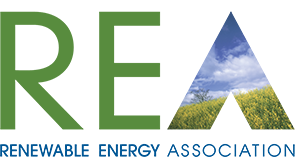 REA
RENEWABLE ENERGY ASSOCIATION